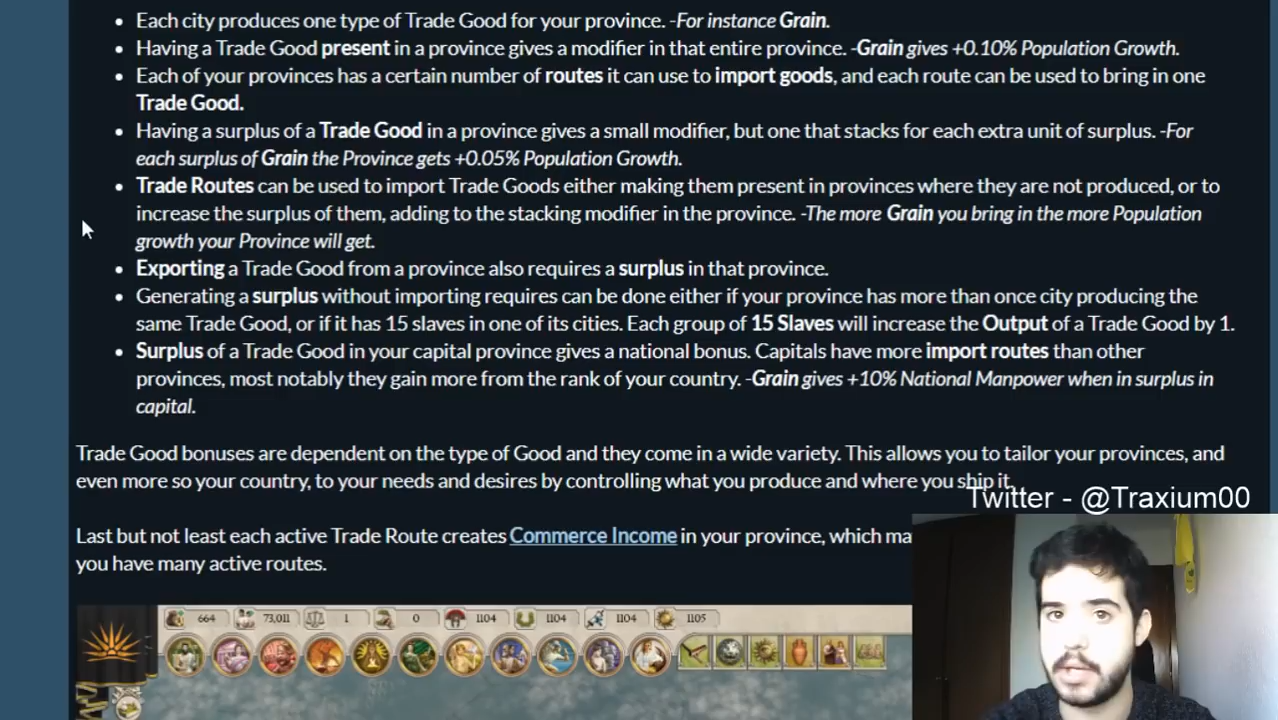 Each city produces one type of Trade Good for your province. -For instance Grain.
Having a Trade Good present in a province gives a modifier in that entire province. -Grain gives +0.10% Population Growth.
Each of your provinces has a certain number of routes it can use to import goods, and each route can be used to bring in one
Trade Good.
Having a surplus of a Trade Good in a province gives a small modifier, but one that stacks for each extra unit of surplus. -For
each surplus of Grain the Province gets +0.05% Population Growth.
Trade Routes can be used to import Trade Goods either making them present in provinces where they are not produced, or to
increase the surplus of them, adding to the stacking modifier in the province. -The more Grain you bring in the more Population
growth your Province will get.
Exporting a Trade Good from a province also requires a surplus in that province.
Generating a surplus without importing requires can be done either if your province has more than once city producing the
same Trade Good, or if it has 15 slaves in one of its cities. Each group of 15 Slaves will increase the Output of a Trade Good by 1.
Surplus of a Trade Good in your capital province gives a national bonus. Capitals have more import routes than other
provinces, most notably they gain more from the rank of your country. -Grain gives +10% National Manpower when in surplus in
capital.
Trade Good bonuses are dependent on the type of Good and they come in a wide variety. This allows you to tailor your provinces, and
even more so your country, to your needs and desires by controlling what you produce and where you ship it.
Twitter - @Traxium00
Last but not least each active Trade Route creates Commerce Income in your province, which ma
you have many active routes.
664 73,011 1 0 1104 1104 1104 1105